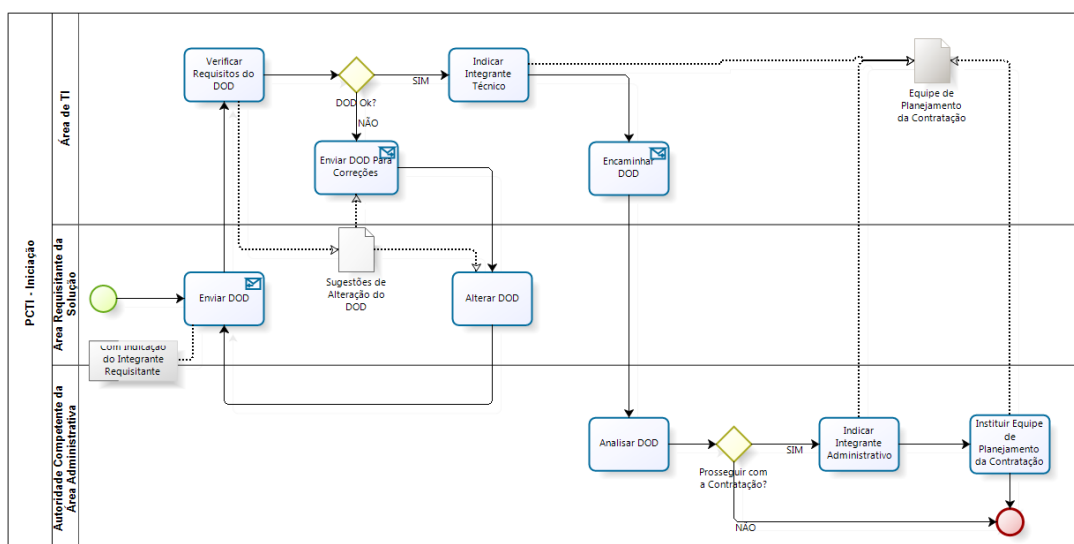 PCTI - Iniciação
Área de TI
Verificar
Requisitos do
DOD
DOD Ok?
SIM
NÃO
Indicar
Integrante
Técnico
Enviar DOD Para
Correções
Encaminhar
DOD
Equipe de
Planejamento
da Contratação
Área Requisitante da
Solução
Enviar DOD
Sugestões de
Alteração do
DOD
Alterar DOD
Com Indicação
do Integrante
Requisitante
Autoridade Competente da
Área Administrativa
Analisar DOD
Prosseguir com
a Contratação?
SIM
NÃO
Indicar
Integrante
Administrativo
Instituir Equipe
de
Planejamento
da Contratação